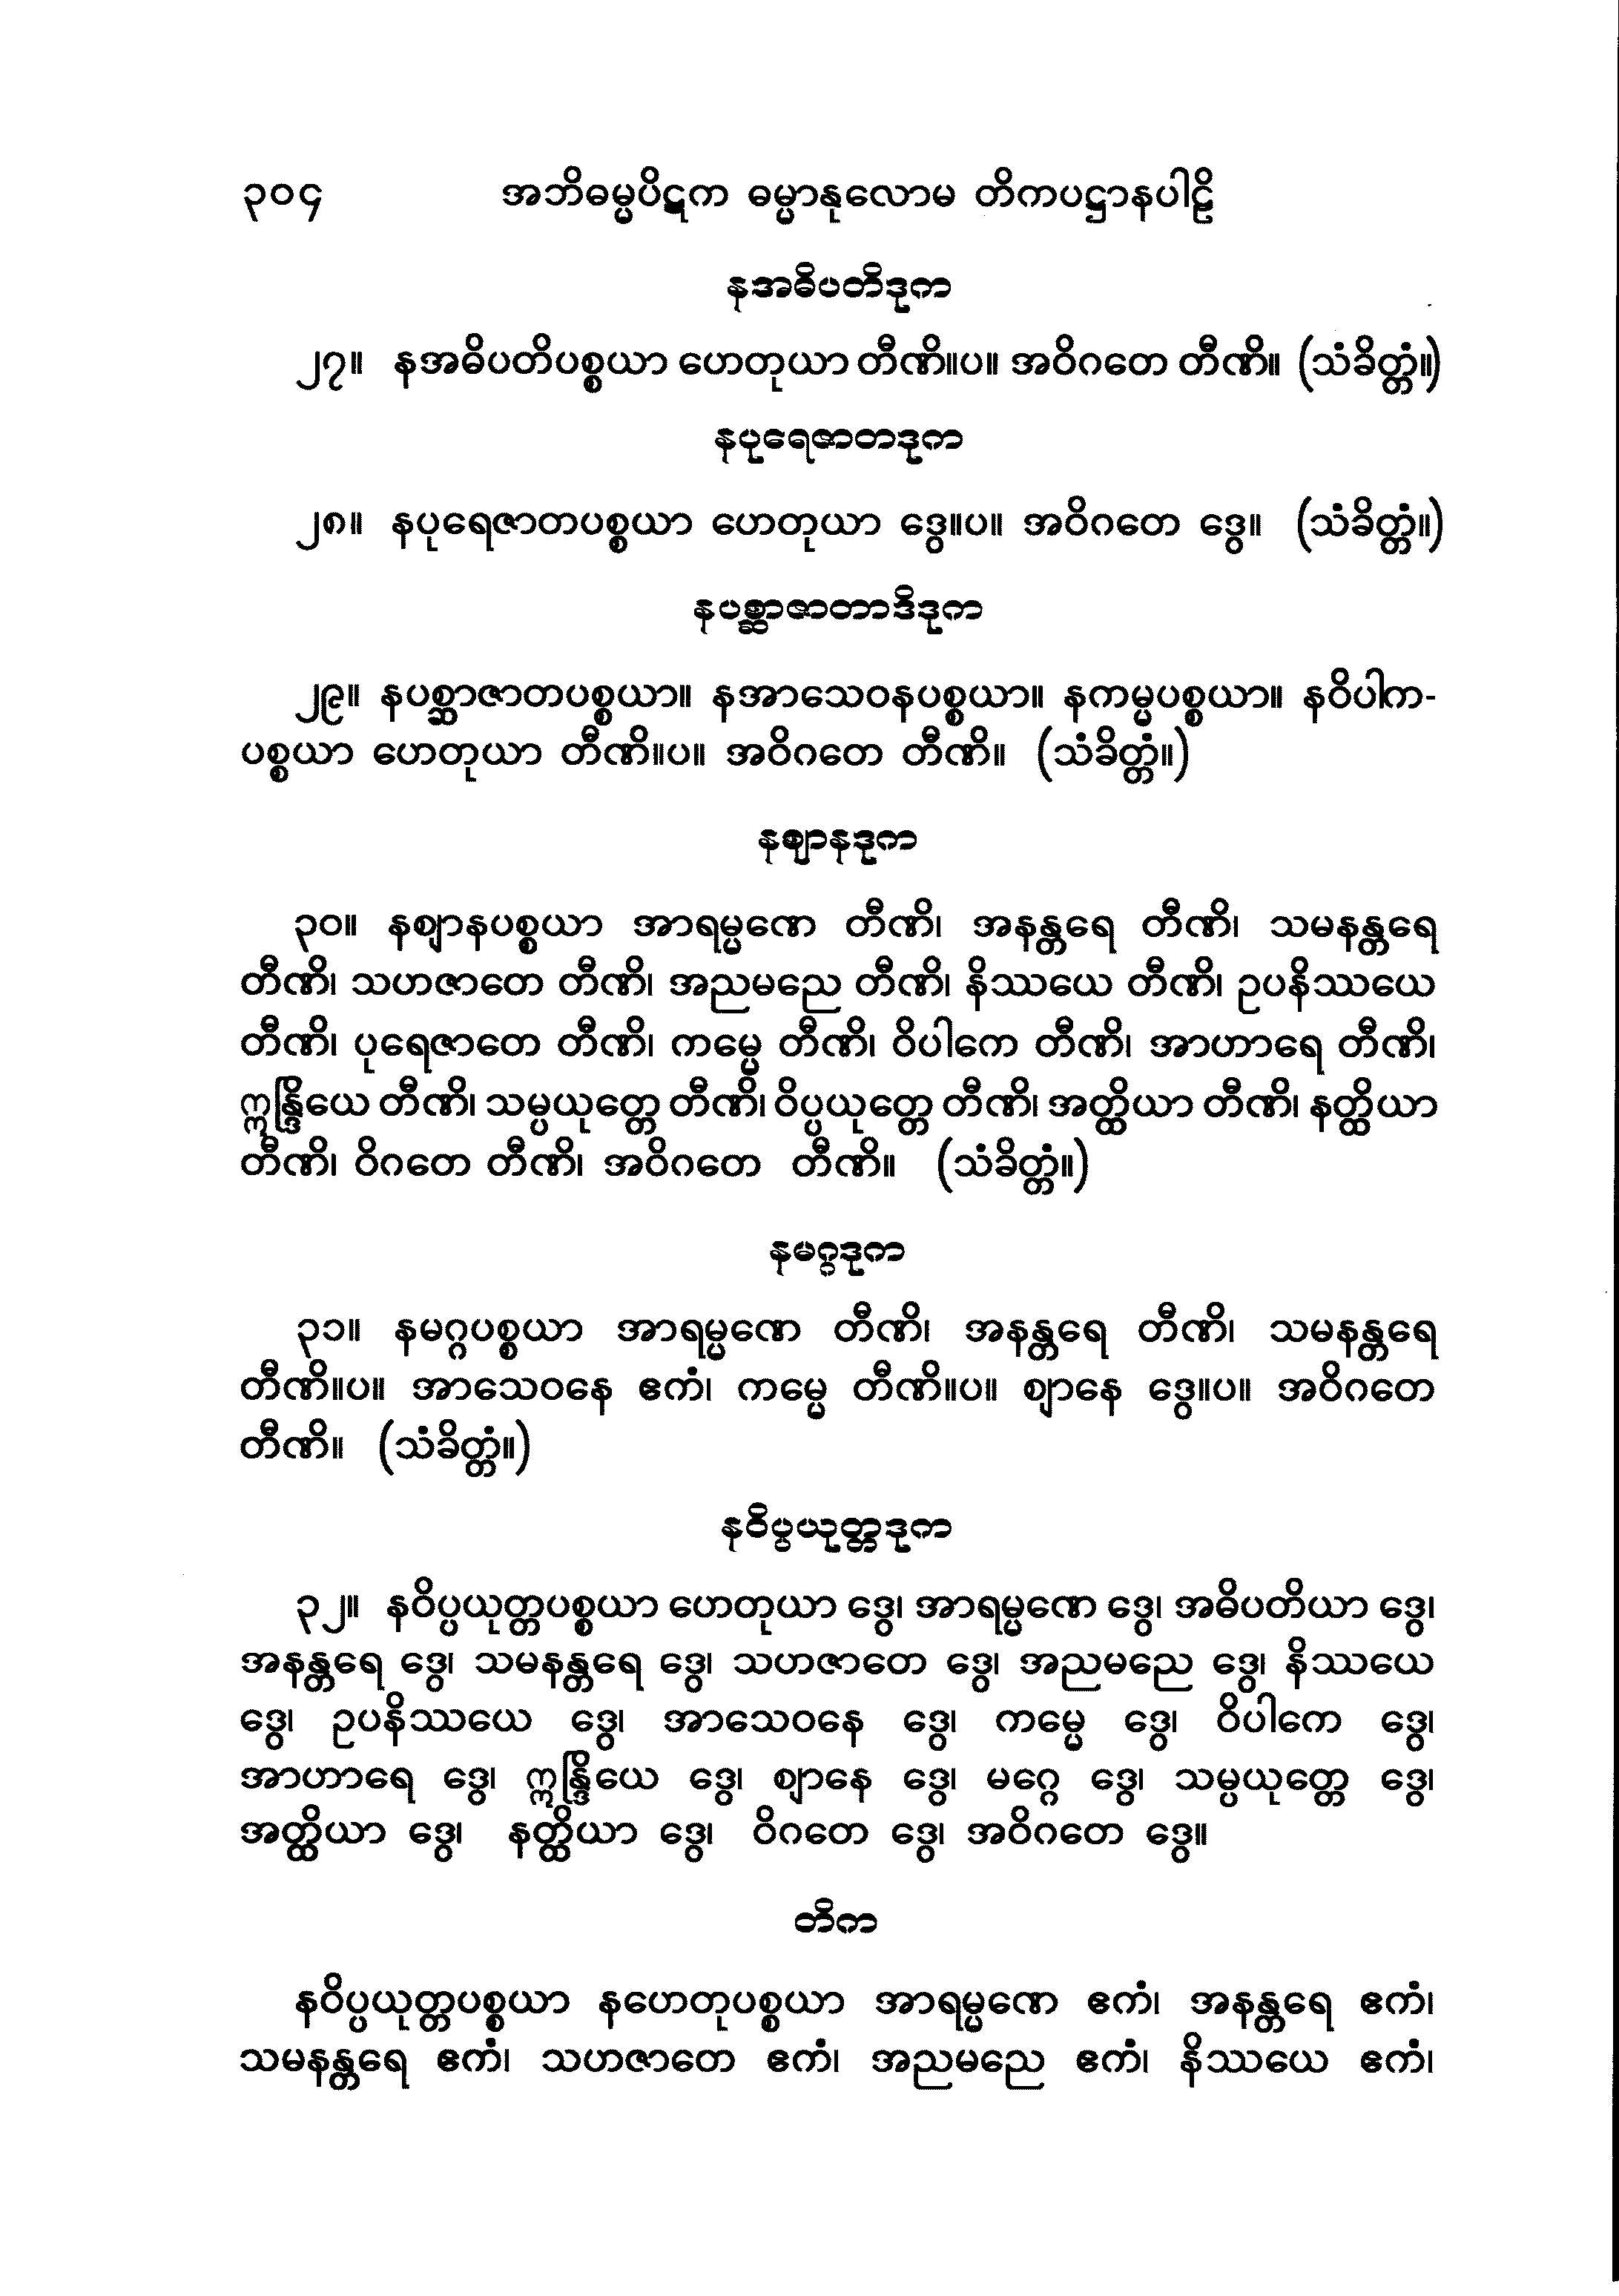 ၃၀၄ အဘိဓမ္မပိဋက ဓမ္မာနုလောမ တိကပဋ္ဌာနပါဠိ
နအဓိပတိဒုက
၂၇။ နအဓိပတိပစ္စယာ ဟေတုယာ တီဏိ။ပ။ အဝိဂတေ တီဏိ။ (သံခိတ္တံ။)
နပုရေဇာတဒုက
၂၈။ နပုရေဇာတပစ္စယာ ဟေတုယာ ဒွေ။ပ။ အဝိဂတေ ဒွေ။ (သံခိတ္တံ။)
နပစ္ဆာဇာတာဒိဒုက
၂၉။ နပစ္ဆာဇာတပစ္စယာ။ နအာသေဝနပစ္စယာ။ နကမ္မပစ္စယာ။ နဝိပါက-
ပစ္စယာ ဟေတုယာ တီဏိ။ပ။ အဝိဂတေ တီဏိ။ (သံခိတ္တံ။)
နဈာနဒုက
၃၀။ နဈာနပစ္စယာ အာရမ္မဏေ တီဏိ၊ အနန္တရေ တီဏိ၊ သမနန္တရေ
တီဏိ၊ သဟဇာတေ တီဏိ၊ အညမညေ တီဏိ၊ နိဿယေ တီဏိ၊ ဥပနိဿယေ
တီဏိ၊ ပုရေဇာတေ တီဏိ၊ ကမ္မေ တီဏိ၊ ဝိပါကေ တီဏိ၊ အာဟာရေ တီဏိ၊
ဣန္ဒြိယေ တီဏိ၊ သမ္ပယုတ္တေ တီဏိ၊ ဝိပ္ပယုတ္တေ တီဏိ၊ အတ္ထိယာ တီဏိ၊ နတ္ထိယာ
တီဏိ၊ ဝိဂတေ တီဏိ၊ အဝိဂတေ တီဏိ။ (သံခိတ္တံ။)
နမဂ္ဂဒုက
၃၁။ နမဂ္ဂပစ္စယာ အာရမ္မဏေ တီဏိ၊ အနန္တရေ တီဏိ၊ သမနန္တရေ
တီဏိ။ပ။ အာသေဝနေ ဧကံ၊ ကမ္မေ တီဏိ။ပ။ ဈာနေ ဒွေ။ပ။ အဝိဂတေ
တီဏိ။ (သံခိတ္တံ။)
နဝိပ္ပယုတ္တဒုက
၃၂။ နဝိပ္ပယုတ္တပစ္စယာ ဟေတုယာ ဒွေ၊ အာရမ္မဏေ ဒွေ၊ အဓိပတိယာ ဒွေ၊
အနန္တရေ ဒွေ၊ သမနန္တရေ ဒွေ၊ သဟဇာတေ ဒွေ၊ အညမညေ ဒွေ၊ နိဿယေ
ဒွေ၊ ဥပနိဿယေ ဒွေ၊ အာသေဝနေ ဒွေ၊ ကမ္မေ ဒွေ၊ ဝိပါကေ ဒွေ၊
အာဟာရေ ဒွေ၊ ဣန္ဒြိယေ ဒွေ၊ ဈာနေ ဒွေ၊ မဂ္ဂေ ဒွေ၊ သမ္ပယုတ္တေ ဒွေ၊
အတ္ထိယာ ဒွေ၊ နတ္ထိယာ ဒွေ၊ ဝိဂတေ ဒွေ၊ အဝိဂတေ ဒွေ။
တိက
နဝိပ္ပယုတ္တပစ္စယာ နဟေတုပစ္စယာ အာရမ္မဏေ ဧကံ၊ အနန္တရေ ဧကံ၊
သမနန္တရေ ဧကံ၊ သဟဇာတေ ဧကံ၊ အညမညေ ဧကံ၊ နိဿယေ ဧကံ၊